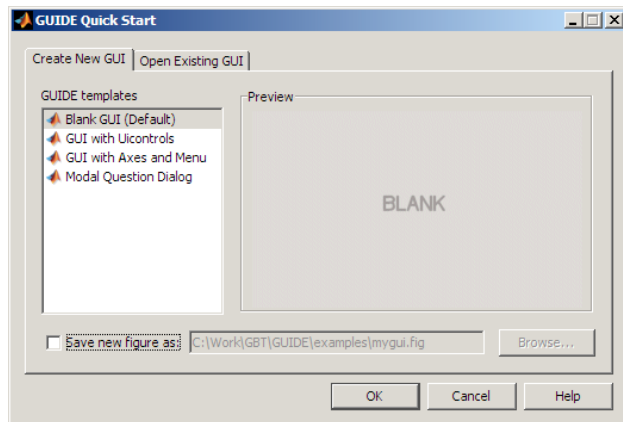 GUIDE Quick Start
Create New GUI
Open Existing GUI
GUIDE templates
Preview
Blank GUI (Default)
GUI with Uicontrols
GUI with Axes and Menu
Modal Question Dialog
BLANK
Save new figure as:
C:\Work\GBT\GUIDE\examples\mygui.fig
Browse...
OK
Cancel
Help